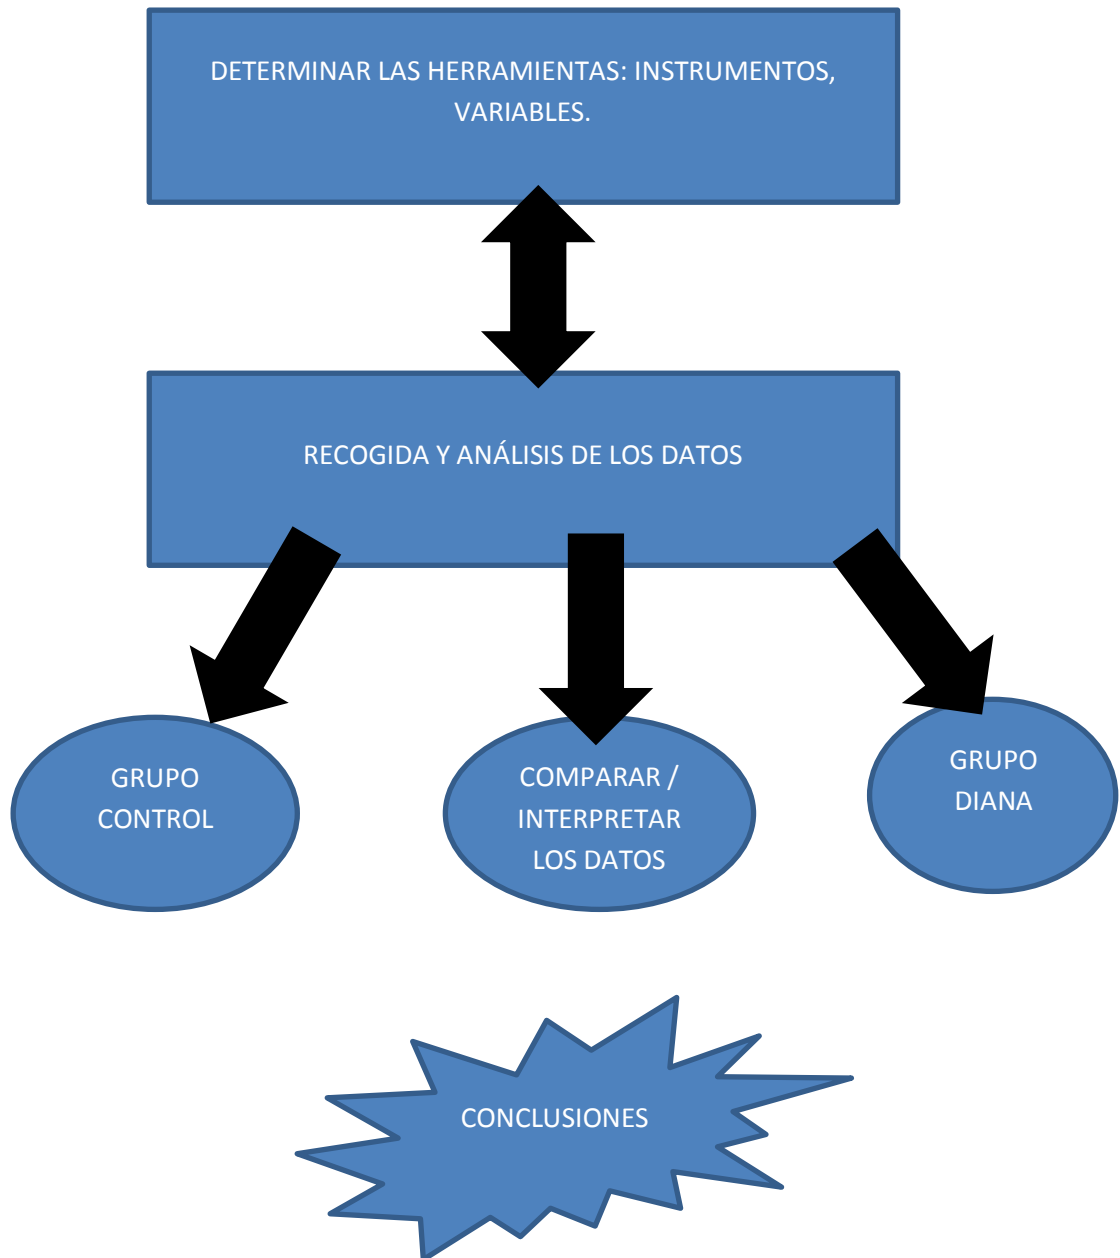 DETERMINAR LAS HERRAMIENTAS: INSTRUMENTOS,
VARIABLES.
RECOGIDA Y ANÁLISIS DE LOS DATOS
GRUPO
CONTROL
COMPARAR /
INTERPRETAR
LOS DATOS
GRUPO
DIANA
CONCLUSIONES